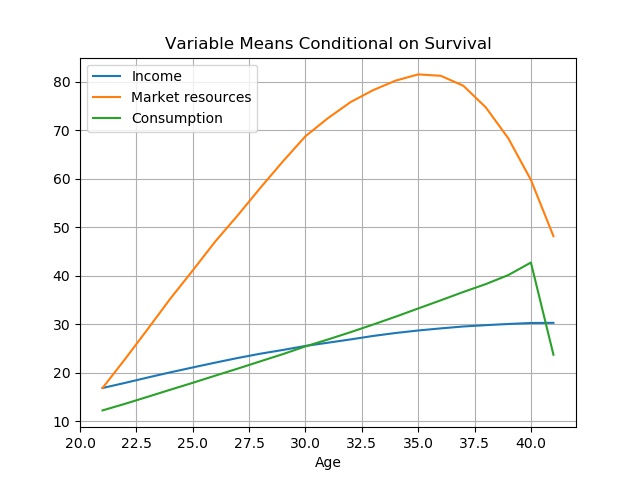 Variable Means Conditional on Survival
Income
Market resources
Consumption
80
70
60
50
40
30
20
10
20.0 22.5 25.0 27.5 30.0 32.5 35.0 37.5 40.0
Age